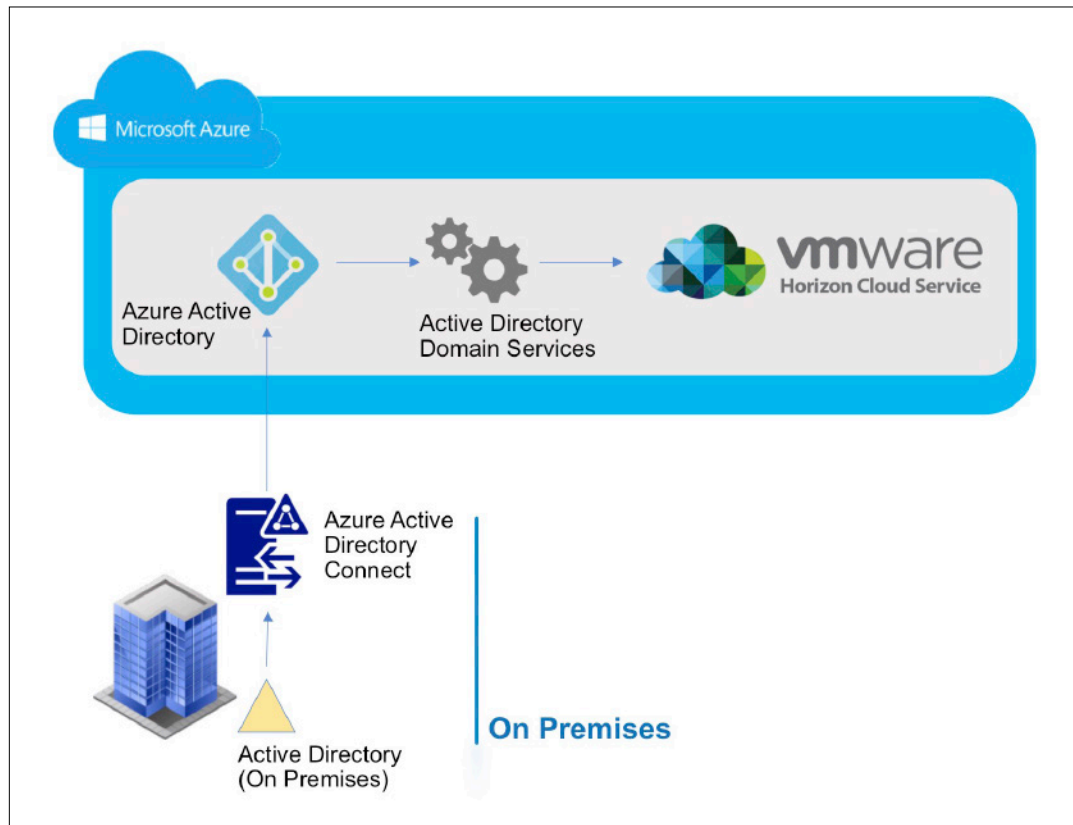 Microsoft Azure
vmware
Horizon Cloud Service
Azure Active
Directory
Active Directory
Domain Services
Azure Active
Directory
Connect
On Premises
Active Directory
(On Premises)